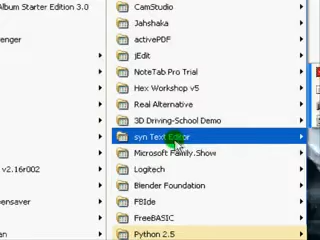 Album Starter Edition 3.0
enger
v2.16r002
ensaver
an
CamStudio
Jahshaka
activePDF
jEdit
NoteTab Pro Trial
Hex Workshop v5
Real Alternative
3D Driving-School Demo
syn Text Editor
Microsoft Family.Show
Logitech
Blender Foundation
FBIde
FreeBASIC
Python 2.5